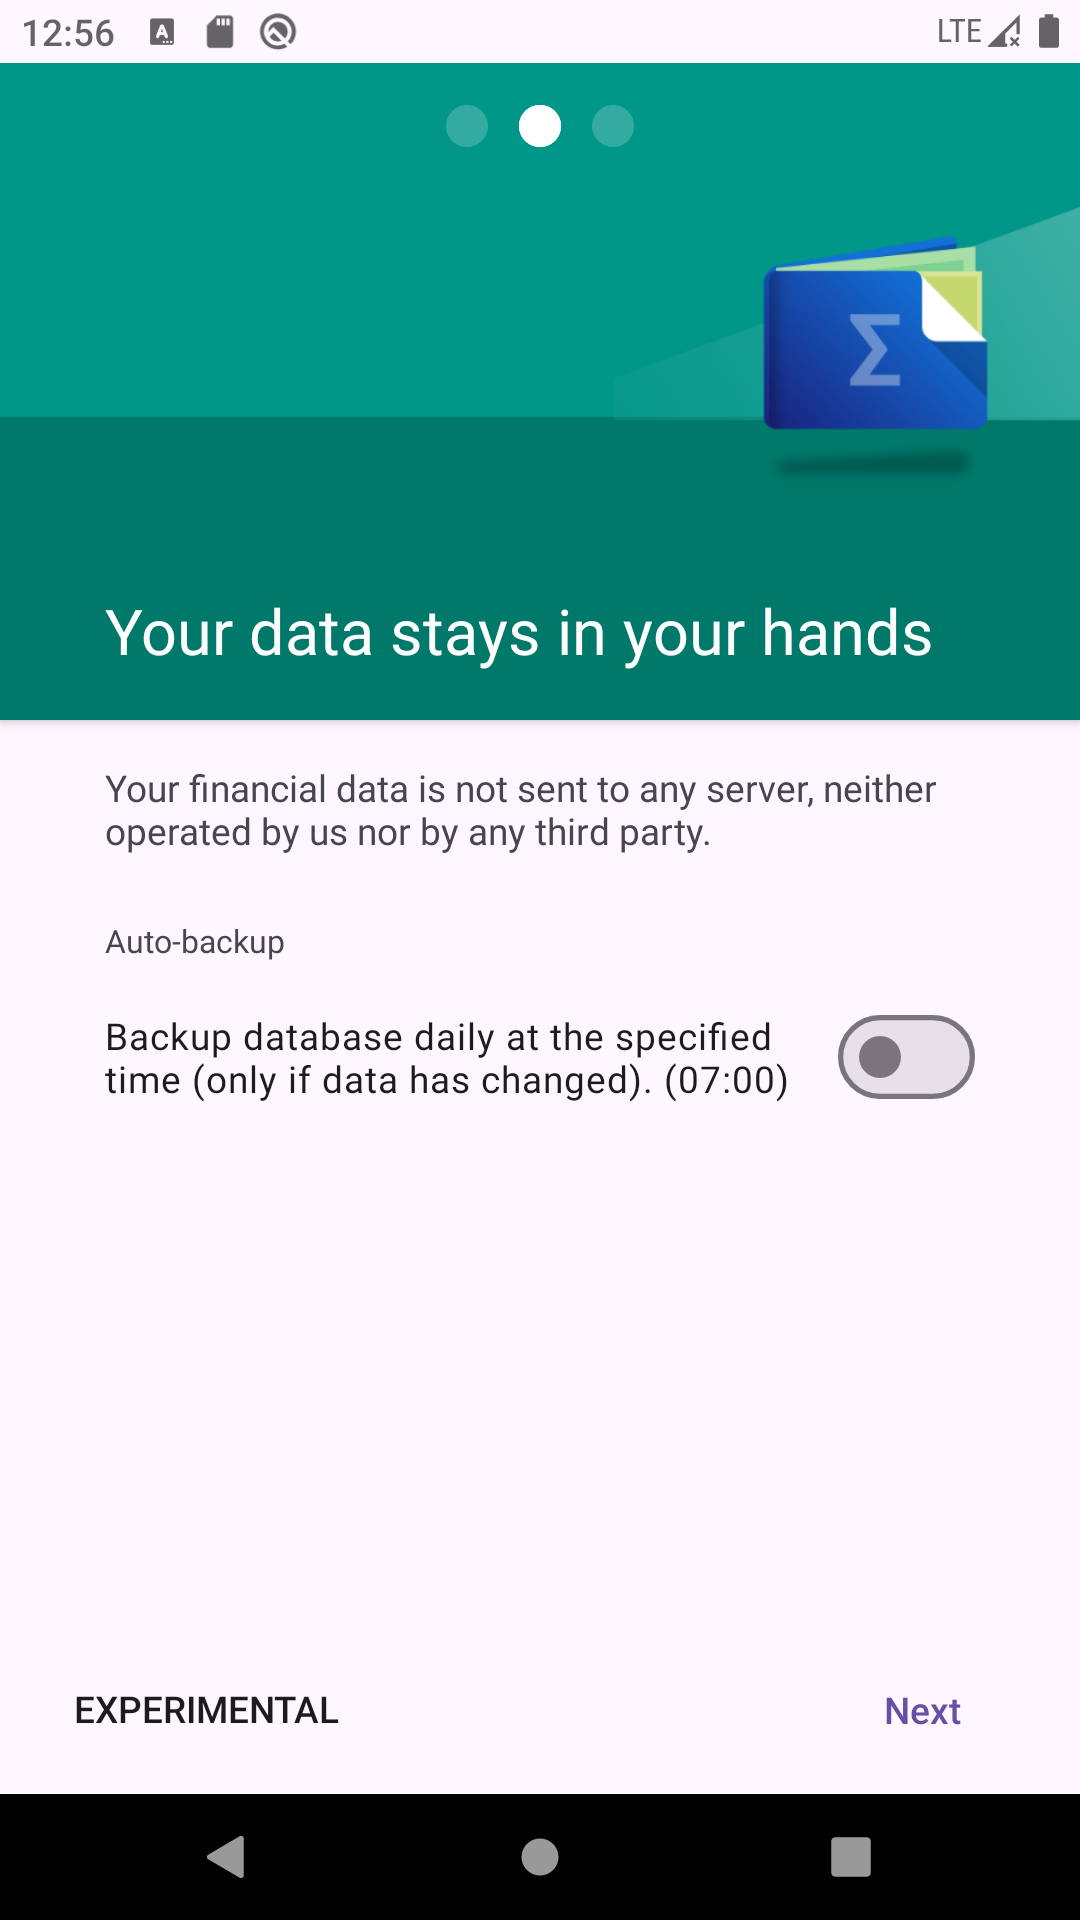 12:56
LTE
Σ
Your data stays in your hands
Your financial data is not sent to any server, neither
operated by us nor by any third party.
Auto-backup
Backup database daily at the specified
time (only if data has changed). (07:00)
EXPERIMENTAL
Next